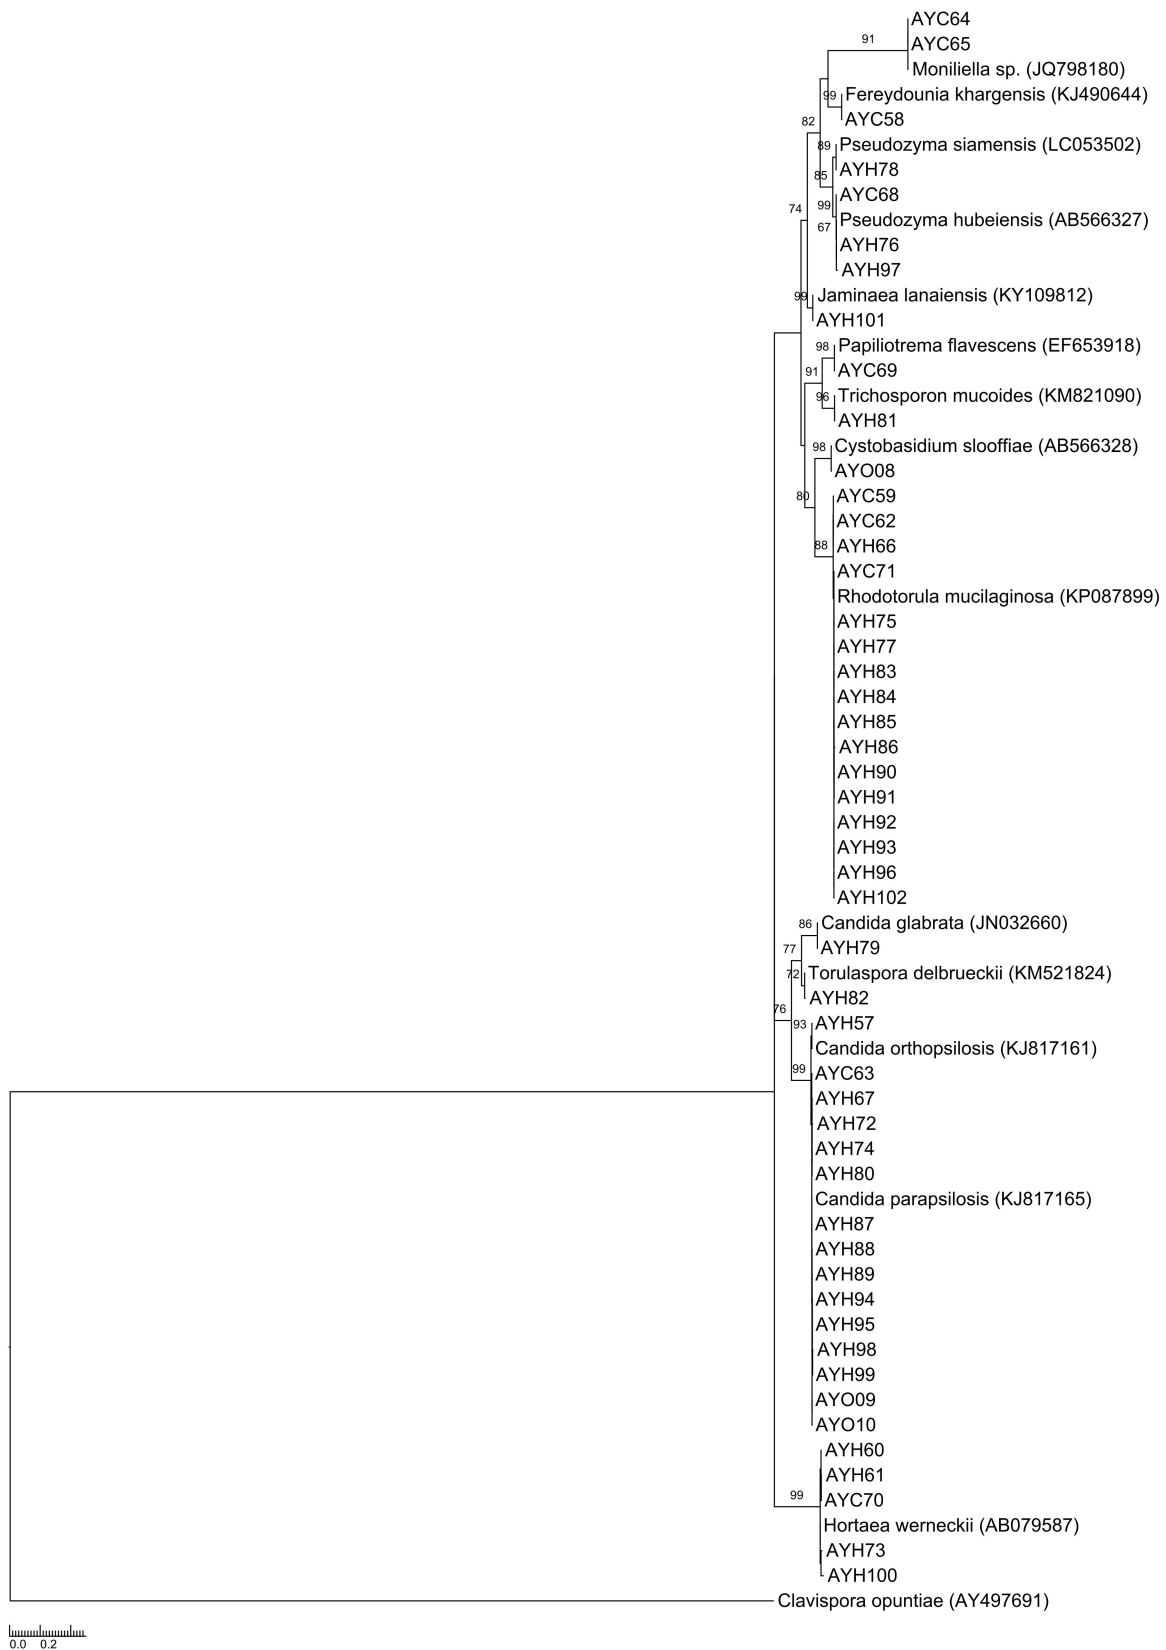 AYC64
91
AYC65
Moniliella sp. (JQ798180)
99
Fereydounia khargensis (KJ490644)
82
AYC58
89
Pseudozyma siamensis (LC053502)
85
AYH78
AYC68
74
99
Pseudozyma hubeiensis (AB566327)
67
AYH76
AYH97
99
Jaminaea lanaiensis (KY109812)
AYH101
98
Papiliotrema flavescens (EF653918)
91
AYC69
96
Trichosporon mucoides (KM821090)
AYH81
98
Cystobasidium slooffiae (AB566328)
AYO08
80
AYC59
AYC62
88
AYH66
AYC71
Rhodotorula mucilaginosa (KP087899)
AYH75
AYH77
AYH83
AYH84
AYH85
AYH86
AYH90
AYH91
AYH92
AYH93
AYH96
AYH102
86
Candida glabrata (JN032660)
77
AYH79
72
Torulaspora delbrueckii (KM521824)
AYH82
76
93
AYH57
Candida orthopsilosis (KJ817161)
99
AYC63
AYH67
AYH72
AYH74
AYH80
Candida parapsilosis (KJ817165)
AYH87
AYH88
AYH89
AYH94
AYH95
AYH98
AYH99
AYO09
AYO10
AYH60
AYH61
99
AYC70
Hortaea werneckii (AB079587)
AYH73
AYH100
Clavispora opuntiae (AY497691)
0.0 0.2